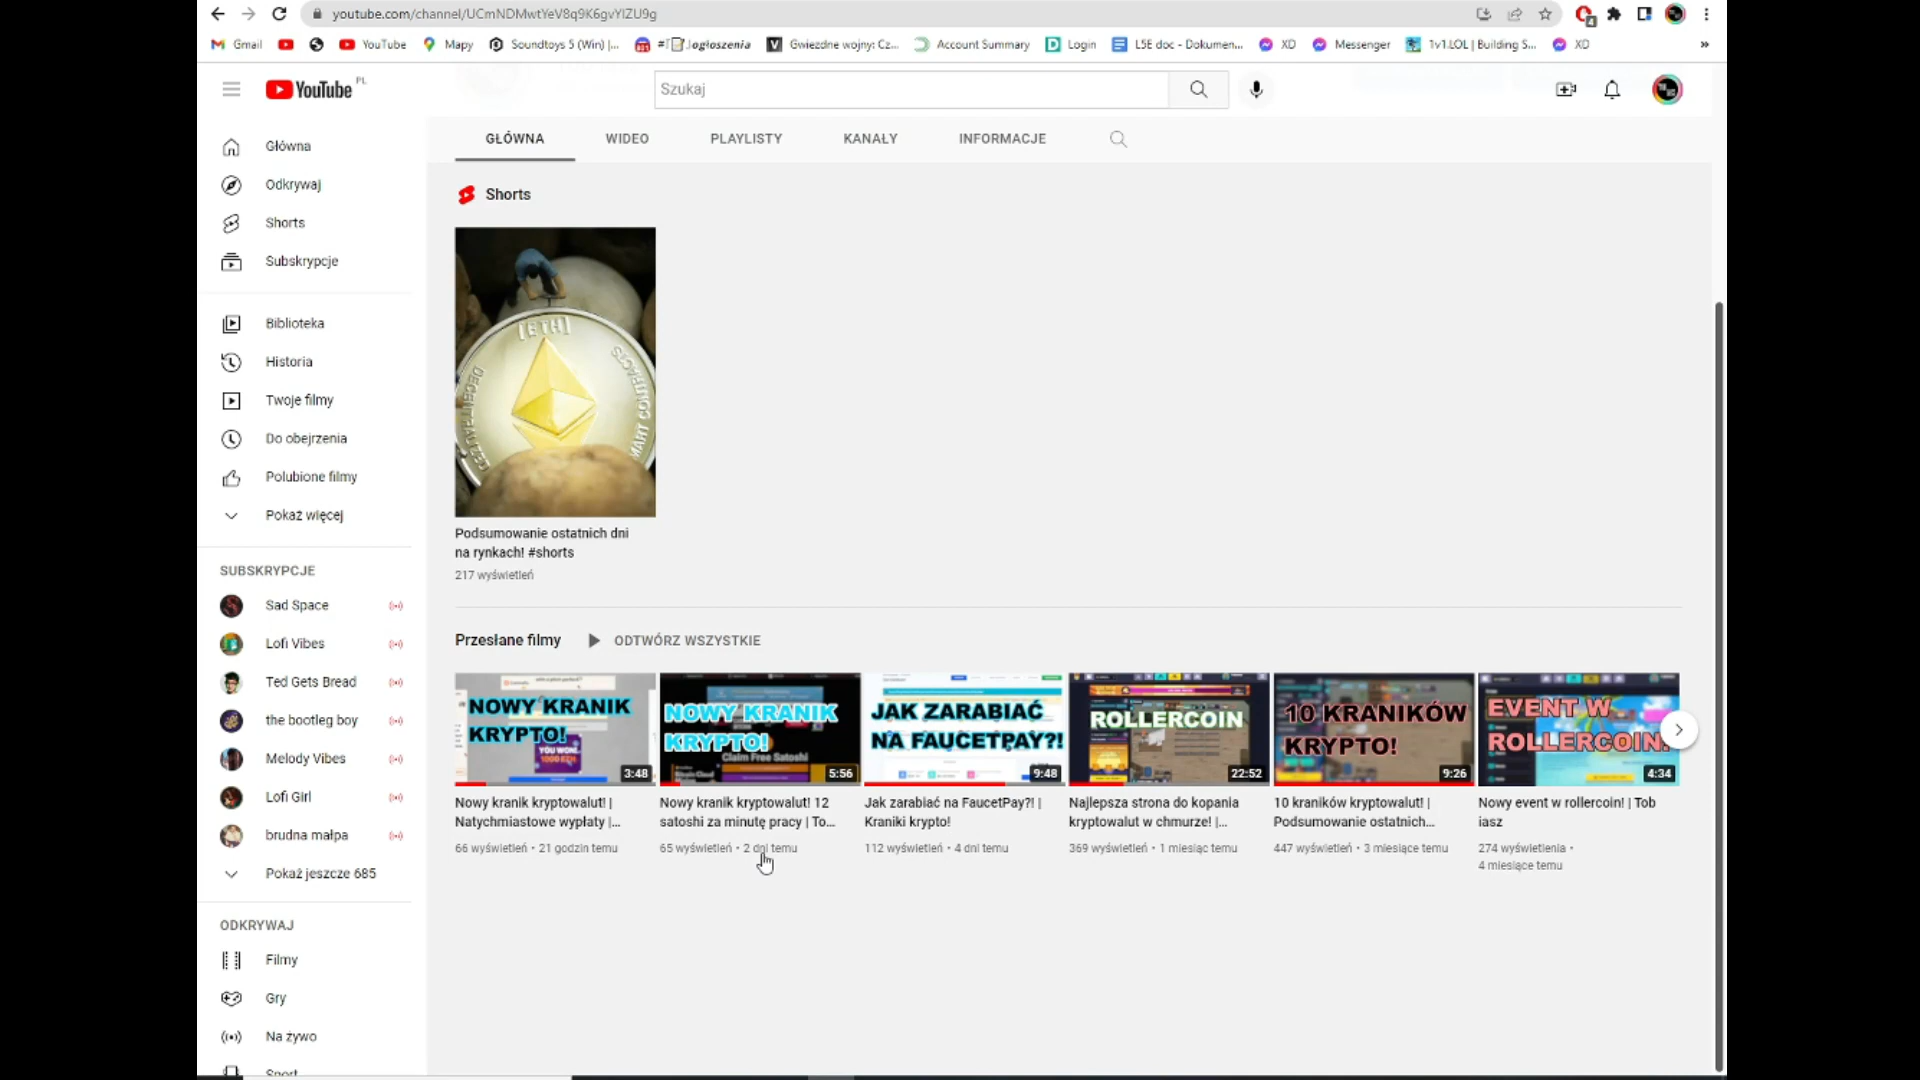 youtube.com/channel/UCmNDMwtYeV8q9K6gvYIZU9g
Gmail
YouTube
Mapy
Soundtoys 5 (Win) |...
ogłoszenia
Gwiezdne wojny: Cz...
Account Summary
Login
L5E doc - Dokumen...
XD
Messenger
1v1.LOL | Building S...
XD
»
YouTube PL
Szukaj
GŁÓWNA
WIDEO
PLAYLISTY
KANAŁY
INFORMACJE
Główna
Odkrywaj
Shorts
Subskrypcje
Biblioteka
Historia
Twoje filmy
Do obejrzenia
Polubione filmy
Pokaż więcej
SUBSKRYPCJE
Sad Space
Lofi Vibes
Ted Gets Bread
the bootleg boy
Melody Vibes
Lofi Girl
brudna małpa
Pokaż jeszcze 685
ODKRYWAJ
Filmy
Gry
Na żywo
Sport
Shorts
[ETH]
Podsumowanie ostatnich dni
na rynkach! #shorts
217 wyświetleń
Przesłane filmy
ODTWÓRZ WSZYSTKIE
NOWY KRANIK
KRYPTO!
YOU WON!
3:48
Nowy kranik kryptowalut! |
Natychmiastowe wypłaty |...
66 wyświetleń • 21 godzin temu
NOWY KRANIK
KRYPTO!
Claim Free Satoshi
5:56
Nowy kranik kryptowalut! 12
satoshi za minutę pracy | To...
65 wyświetleń • 2 dni temu
JAK ZARABIAĆ
NA FAUCETPAY?!
9:48
Jak zarabiać na FaucetPay?! |
Kraniki krypto!
112 wyświetleń • 4 dni temu
ROLLERCOIN
22:52
Najlepsza strona do kopania
kryptowalut w chmurze! |...
369 wyświetleń • 1 miesiąc temu
10 KRANIKÓW
KRYPTO!
9:26
10 kraników kryptowalut! |
Podsumowanie ostatnich...
447 wyświetleń • 3 miesiące temu
EVENT W
ROLLERCOIN!
4:34
Nowy event w rollercoin! | Tob
iasz
274 wyświetlenia •
4 miesiące temu